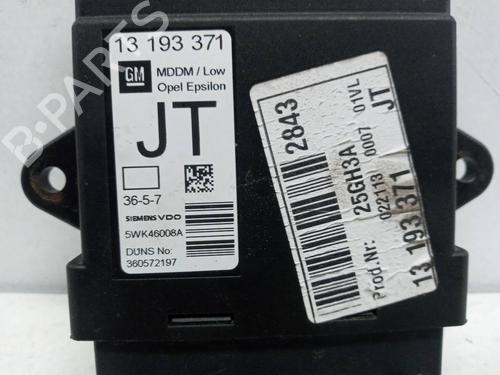 13 193 371
GM
MDDM / Low
Opel Epsilon
JT
36-5-7
SIEMENS VDO
5WK46008A
DUNS No:
360572197
2843
25GH3A
Prod.Nr: 022113 0007 01VL
13 193 371 JT
B-PARTS